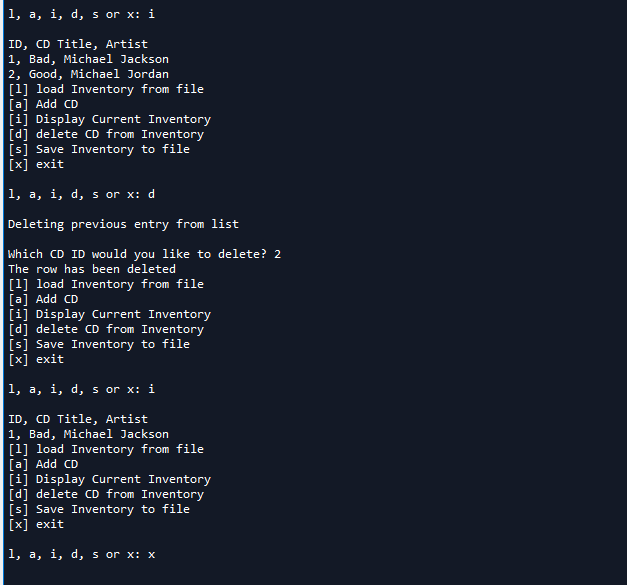 l, a, i, d, s or x: i
ID, CD Title, Artist
1, Bad, Michael Jackson
2, Good, Michael Jordan
[l] load Inventory from file
[a] Add CD
[i] Display Current Inventory
[d] delete CD from Inventory
[s] Save Inventory to file
[x] exit
l, a, i, d, s or x: d
Deleting previous entry from list
Which CD ID would you like to delete? 2
The row has been deleted
[l] load Inventory from file
[a] Add CD
[i] Display Current Inventory
[d] delete CD from Inventory
[s] Save Inventory to file
[x] exit
l, a, i, d, s or x: i
ID, CD Title, Artist
1, Bad, Michael Jackson
[l] load Inventory from file
[a] Add CD
[i] Display Current Inventory
[d] delete CD from Inventory
[s] Save Inventory to file
[x] exit
l, a, i, d, s or x: x